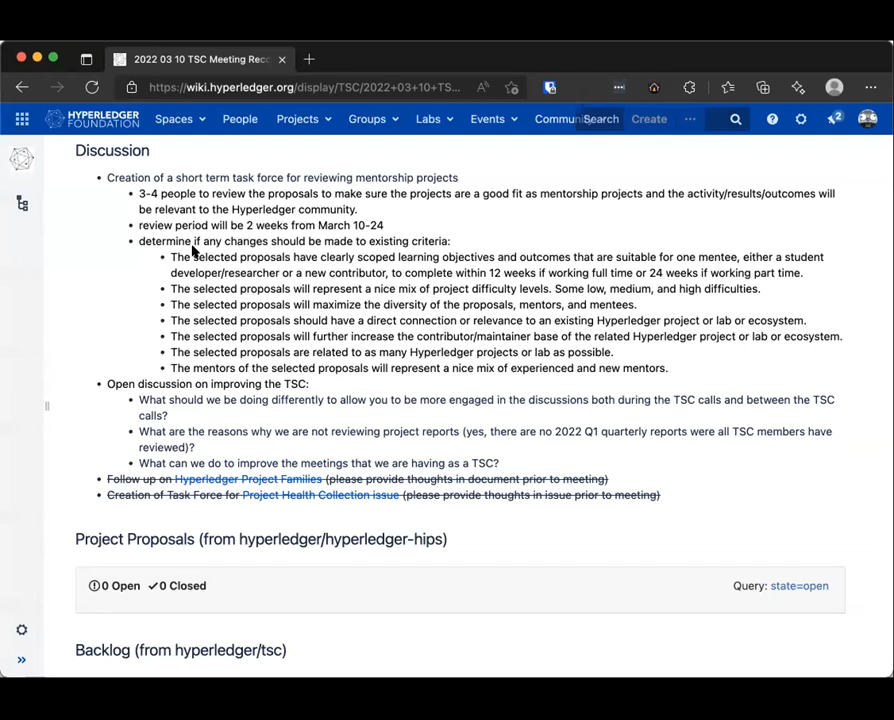 2022 03 10 TSC Meeting Reco
https://wiki.hyperledger.org/display/TSC/2022+03+10+TS...
HYPERLEDGER
FOUNDATION
Spaces
People
Projects
Groups
Labs
Events
Commun
Search
Create
2
Discussion
• Creation of a short term task force for reviewing mentorship projects
• 3-4 people to review the proposals to make sure the projects are a good fit as mentorship projects and the activity/results/outcomes will
be relevant to the Hyperledger community.
• review period will be 2 weeks from March 10-24
• determine if any changes should be made to existing criteria:
• The selected proposals have clearly scoped learning objectives and outcomes that are suitable for one mentee, either a student
developer/researcher or a new contributor, to complete within 12 weeks if working full time or 24 weeks if working part time.
• The selected proposals will represent a nice mix of project difficulty levels. Some low, medium, and high difficulties.
• The selected proposals will maximize the diversity of the proposals, mentors, and mentees.
• The selected proposals should have a direct connection or relevance to an existing Hyperledger project or lab or ecosystem.
• The selected proposals will further increase the contributor/maintainer base of the related Hyperledger project or lab or ecosystem.
• The selected proposals are related to as many Hyperledger projects or lab as possible.
• The mentors of the selected proposals will represent a nice mix of experienced and new mentors.
• Open discussion on improving the TSC:
• What should we be doing differently to allow you to be more engaged in the discussions both during the TSC calls and between the TSC
calls?
• What are the reasons why we are not reviewing project reports (yes, there are no 2022 Q1 quarterly reports were all TSC members have
reviewed)?
• What can we do to improve the meetings that we are having as a TSC?
• Follow up on Hyperledger Project Families (please provide thoughts in document prior to meeting)
• Creation of Task Force for Project Health Collection issue (please provide thoughts in issue prior to meeting)
Project Proposals (from hyperledger/hyperledger-hips)
0 Open ✓0 Closed
Query: state=open
Backlog (from hyperledger/tsc)